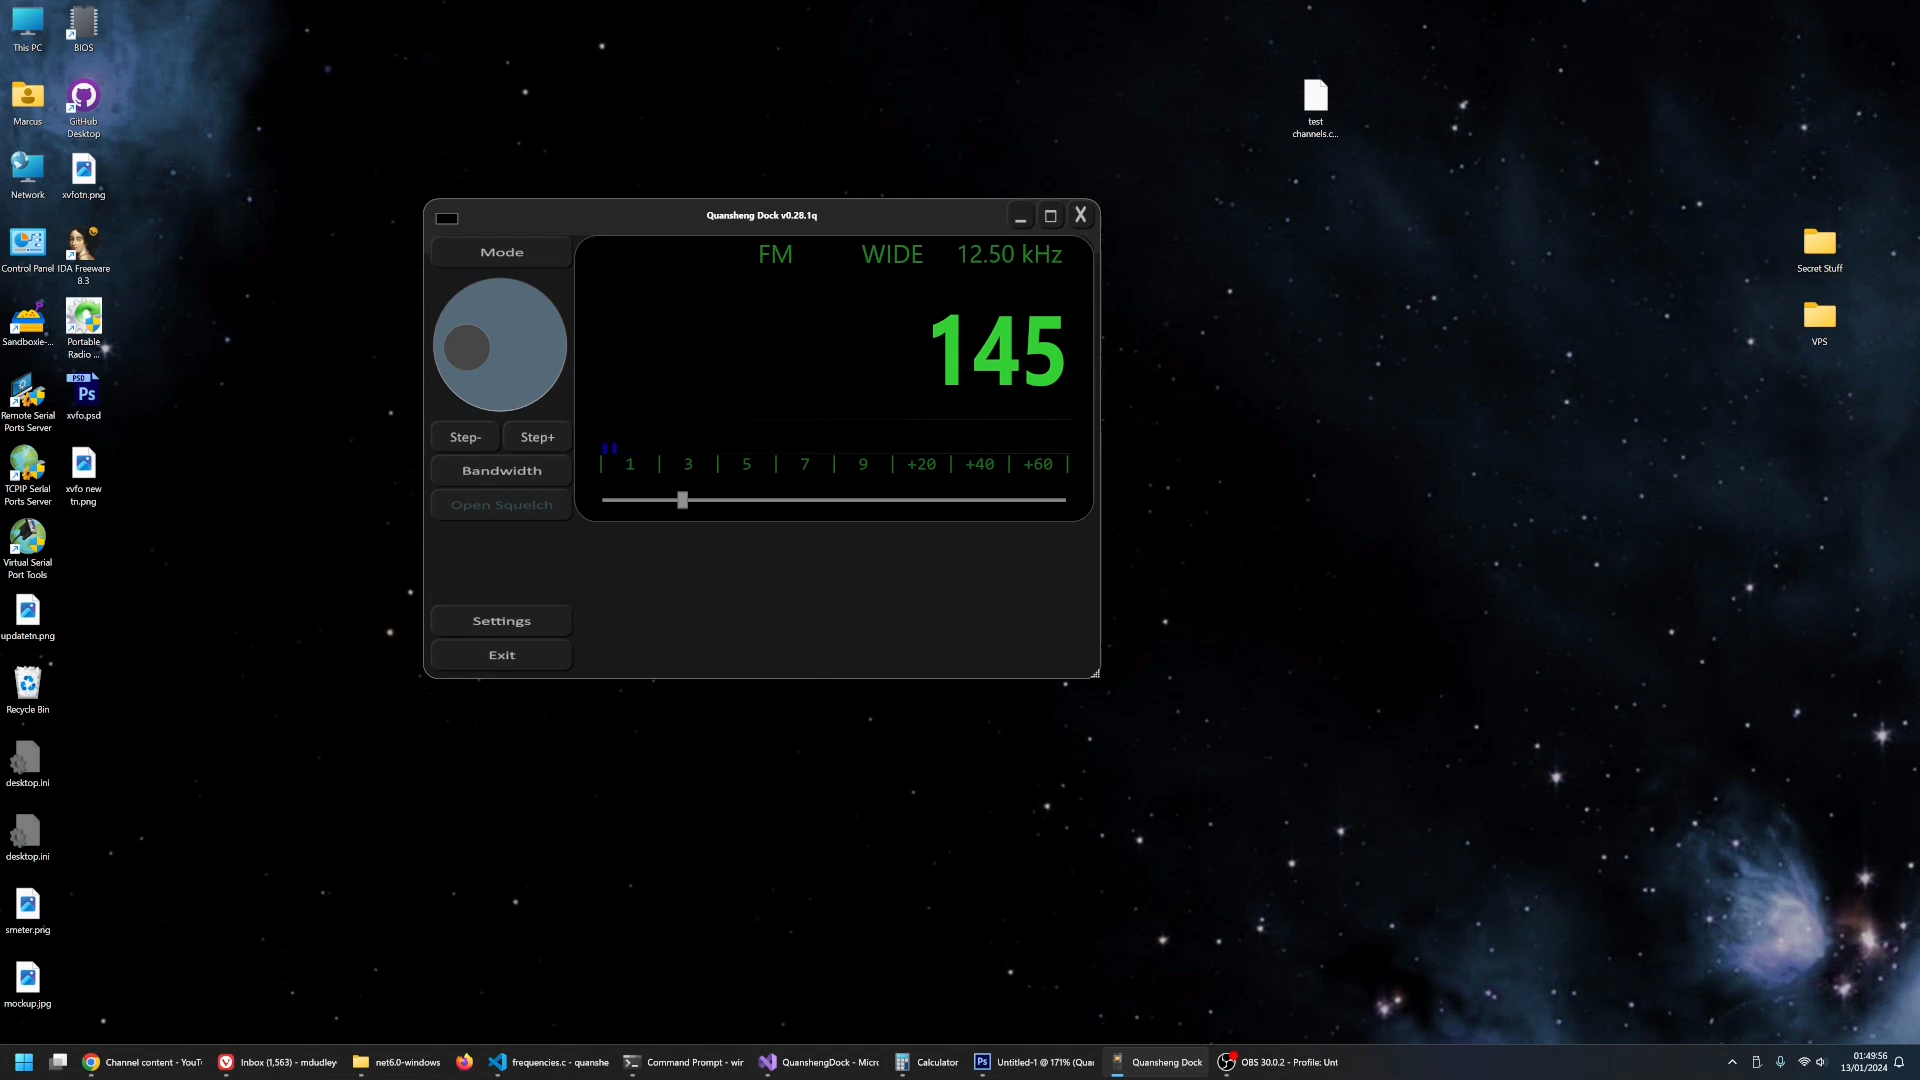 This PC
BIOS
Marcus
GitHub
Desktop
Network
xvfotn.png
Control Panel
IDA Freeware
8.3
Sandboxie-...
Portable
Radio ...
Remote Serial
Ports Server
PSD
Ps
xvfo.psd
TCPIP Serial
Ports Server
xvfo new
tn.png
Virtual Serial
Port Tools
updatetn.png
Recycle Bin
desktop.ini
desktop.ini
smeter.png
mockup.jpg
test
channels.c...
Secret Stuff
VPS
Quansheng Dock v0.28.1q
X
Mode
FM WIDE 12.50 kHz
145
Step- Step+
Bandwidth
Open Squelch
| 1 | 3 | 5 | 7 | 9 | +20 | +40 | +60 |
Settings
Exit
Channel content - YouT
Inbox (1,563) - mdudley
net6.0-windows
frequencies.c - quanshe
Command Prompt - wir
QuanshengDock - Micro
Calculator
Ps
Untitled-1 @ 171% (Qua
Quansheng Dock
OBS 30.0.2 - Profile: Unt
01:49:56
13/01/2024